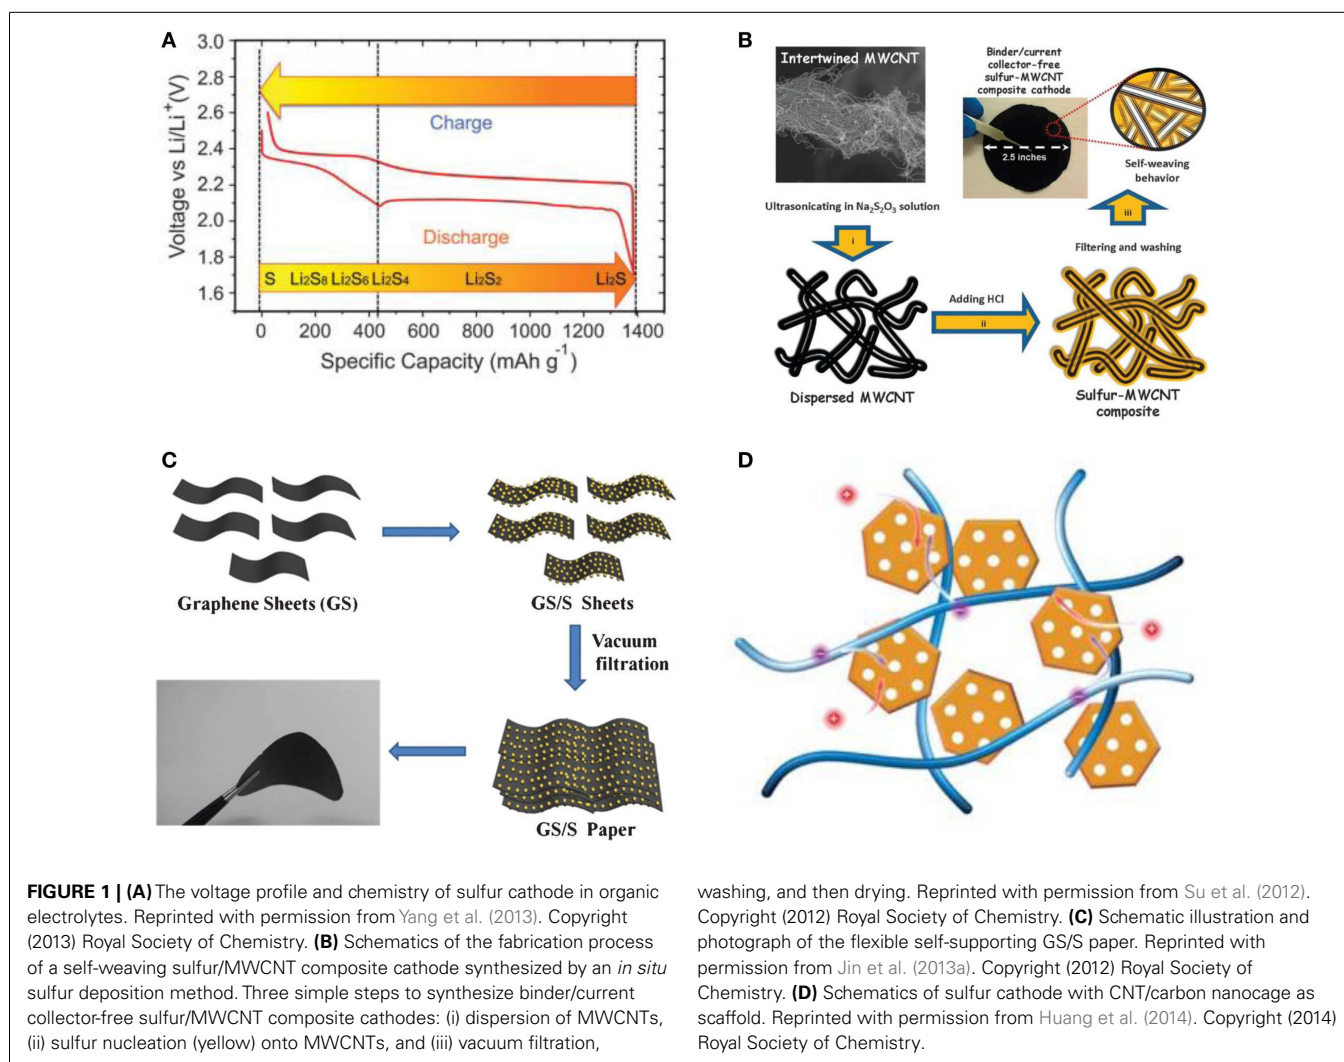 A
3.0
2.8
2.6
2.4
2.2
2.0
1.8
1.6
Voltage vs Li/Li⁺(V)
Charge
Discharge
S Li₂S₈ Li₂S₆ Li₂S₄ Li₂S₂ Li₂S
0 200 400 600 800 1000 1200 1400
Specific Capacity (mAh g⁻¹)
B
Intertwined MWCNT
Binder/current
collector-free
sulfur-MWCNT
composite cathode
2.5 inches
Self-weaving
behavior
Ultrasonicating in Na₂S₂O₃ solution
i
iii
Filtering and washing
Adding HCl
ii
Dispersed MWCNT
Sulfur-MWCNT
composite
C
Graphene Sheets (GS)
GS/S Sheets
Vacuum
filtration
GS/S Paper
D
+
+
+
FIGURE 1 | (A) The voltage profile and chemistry of sulfur cathode in organic
electrolytes. Reprinted with permission from Yang et al. (2013). Copyright
(2013) Royal Society of Chemistry. (B) Schematics of the fabrication process
of a self-weaving sulfur/MWCNT composite cathode synthesized by an in situ
sulfur deposition method. Three simple steps to synthesize binder/current
collector-free sulfur/MWCNT composite cathodes: (i) dispersion of MWCNTs,
(ii) sulfur nucleation (yellow) onto MWCNTs, and (iii) vacuum filtration,
washing, and then drying. Reprinted with permission from Su et al. (2012).
Copyright (2012) Royal Society of Chemistry. (C) Schematic illustration and
photograph of the flexible self-supporting GS/S paper. Reprinted with
permission from Jin et al. (2013a). Copyright (2012) Royal Society of
Chemistry. (D) Schematics of sulfur cathode with CNT/carbon nanocage as
scaffold. Reprinted with permission from Huang et al. (2014). Copyright (2014)
Royal Society of Chemistry.